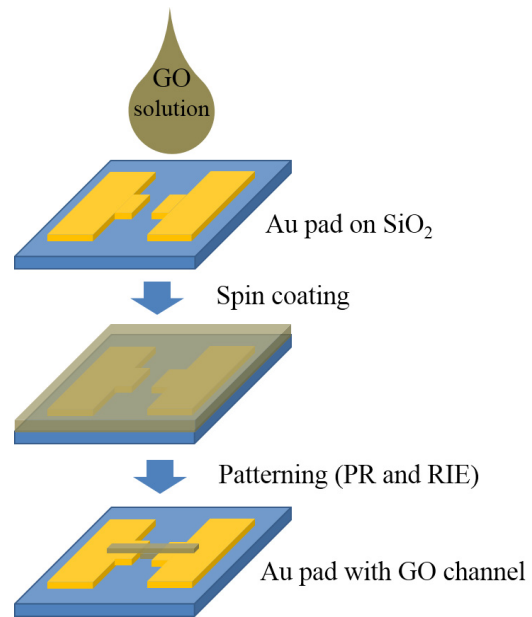 GO
solution
Au pad on SiO₂
Spin coating
Patterning (PR and RIE)
Au pad with GO channel